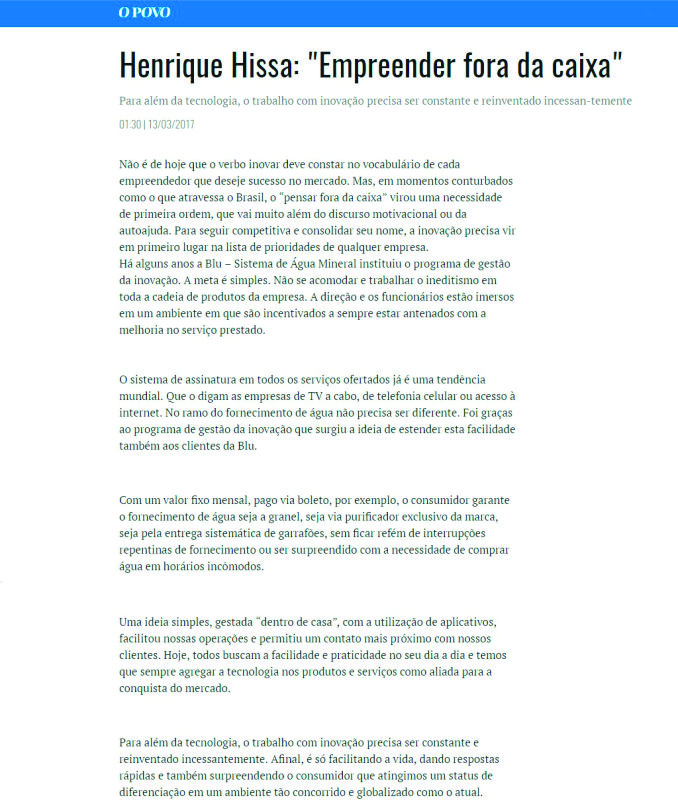 O POVO
Henrique Hissa: "Empreender fora da caixa"
Para além da tecnologia, o trabalho com inovação precisa ser constante e reinventado incessan-temente
01:30 | 13/03/2017
Não é de hoje que o verbo inovar deve constar no vocabulário de cada
empreendedor que deseje sucesso no mercado. Mas, em momentos conturbados
como o que atravessa o Brasil, o “pensar fora da caixa” virou uma necessidade
de primeira ordem, que vai muito além do discurso motivacional ou da
autoajuda. Para seguir competitiva e consolidar seu nome, a inovação precisa vir
em primeiro lugar na lista de prioridades de qualquer empresa.
Há alguns anos a Blu – Sistema de Água Mineral instituiu o programa de gestão
da inovação. A meta é simples. Não se acomodar e trabalhar o ineditismo em
toda a cadeia de produtos da empresa. A direção e os funcionários estão imersos
em um ambiente em que são incentivados a sempre estar antenados com a
melhoria no serviço prestado.
O sistema de assinatura em todos os serviços ofertados já é uma tendência
mundial. Que o digam as empresas de TV a cabo, de telefonia celular ou acesso à
internet. No ramo do fornecimento de água não precisa ser diferente. Foi graças
ao programa de gestão da inovação que surgiu a ideia de estender esta facilidade
também aos clientes da Blu.
Com um valor fixo mensal, pago via boleto, por exemplo, o consumidor garante
o fornecimento de água seja a granel, seja via purificador exclusivo da marca,
seja pela entrega sistemática de garrafões, sem ficar refém de interrupções
repentinas de fornecimento ou ser surpreendido com a necessidade de comprar
água em horários incômodos.
Uma ideia simples, gestada “dentro de casa”, com a utilização de aplicativos,
facilitou nossas operações e permitiu um contato mais próximo com nossos
clientes. Hoje, todos buscam a facilidade e praticidade no seu dia a dia e temos
que sempre agregar a tecnologia nos produtos e serviços como aliada para a
conquista do mercado.
Para além da tecnologia, o trabalho com inovação precisa ser constante e
reinventado incessantemente. Afinal, é só facilitando a vida, dando respostas
rápidas e também surpreendendo o consumidor que atingimos um status de
diferenciação em um ambiente tão concorrido e globalizado como o atual.